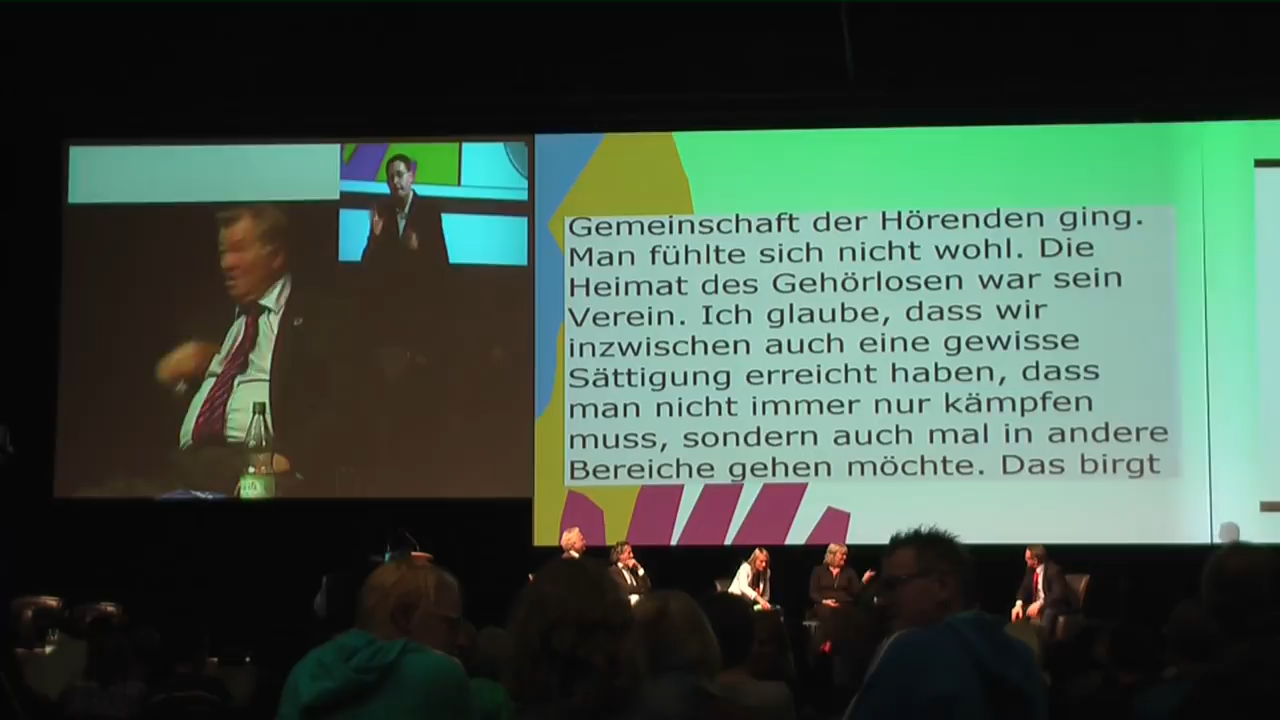 Gemeinschaft der Hörenden ging.
Man fühlte sich nicht wohl. Die
Heimat des Gehörlosen war sein
Verein. Ich glaube, dass wir
inzwischen auch eine gewisse
Sättigung erreicht haben, dass
man nicht immer nur kämpfen
muss, sondern auch mal in andere
Bereiche gehen möchte. Das birgt